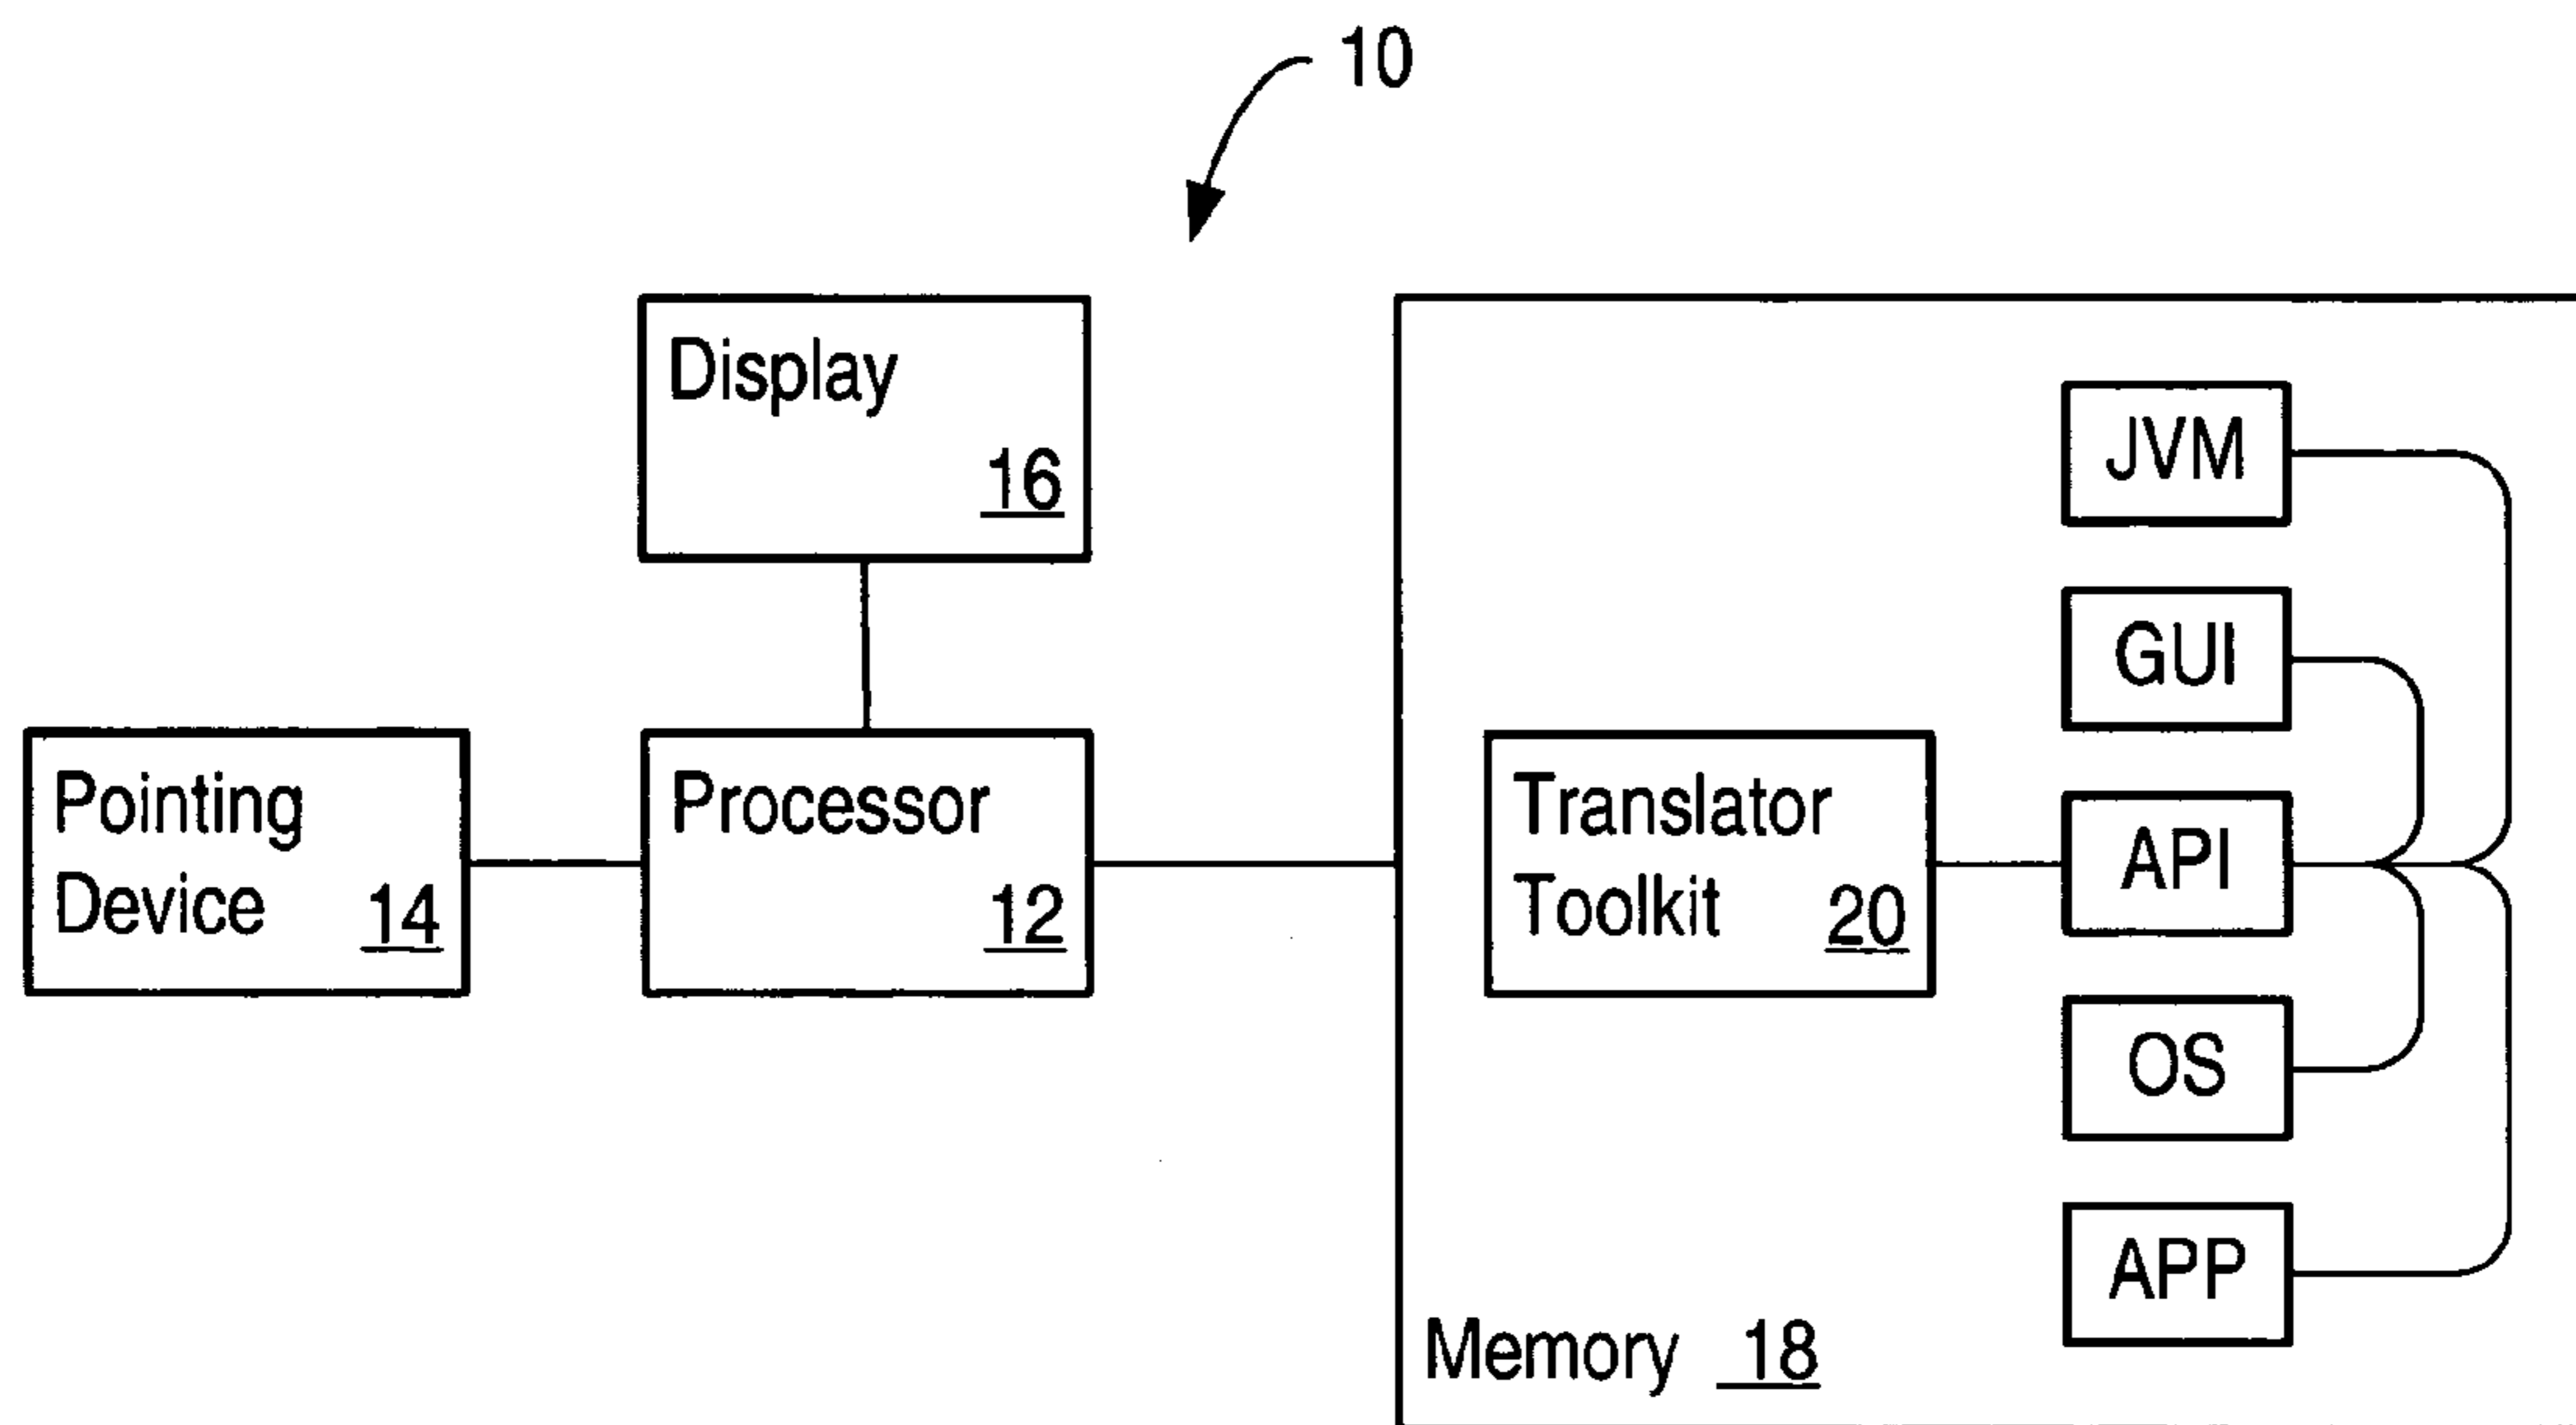 10
Display
16
JVM
GUI
Pointing
Device 14
Processor
12
Translator
Toolkit 20
API
OS
APP
Memory 18